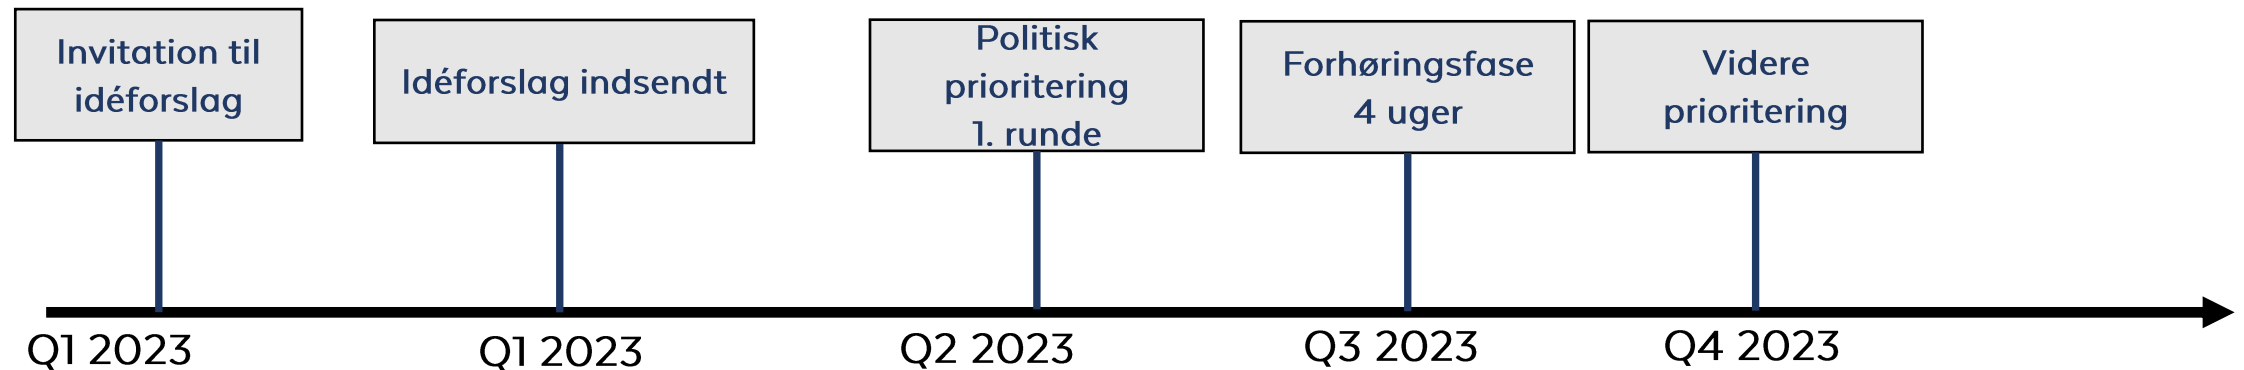 Invitation til
idéforslag
Idéforslag indsendt
Politisk
prioritering
1. runde
Forhøringsfase
4 uger
Videre
prioritering
Q1 2023
Q1 2023
Q2 2023
Q3 2023
Q4 2023